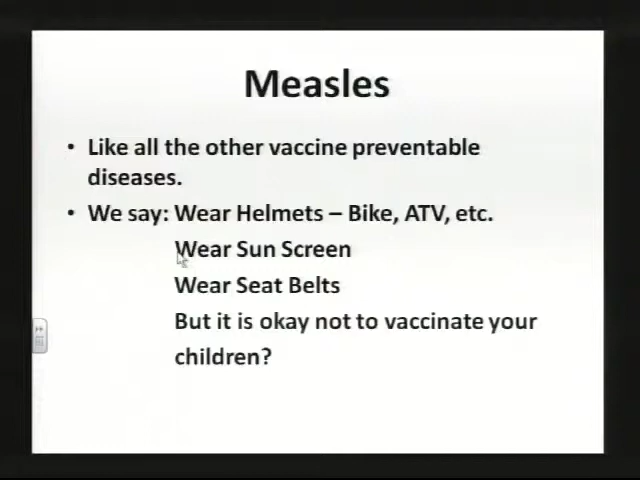 Measles
• Like all the other vaccine preventable
diseases.
• We say: Wear Helmets – Bike, ATV, etc.
Wear Sun Screen
Wear Seat Belts
But it is okay not to vaccinate your
children?